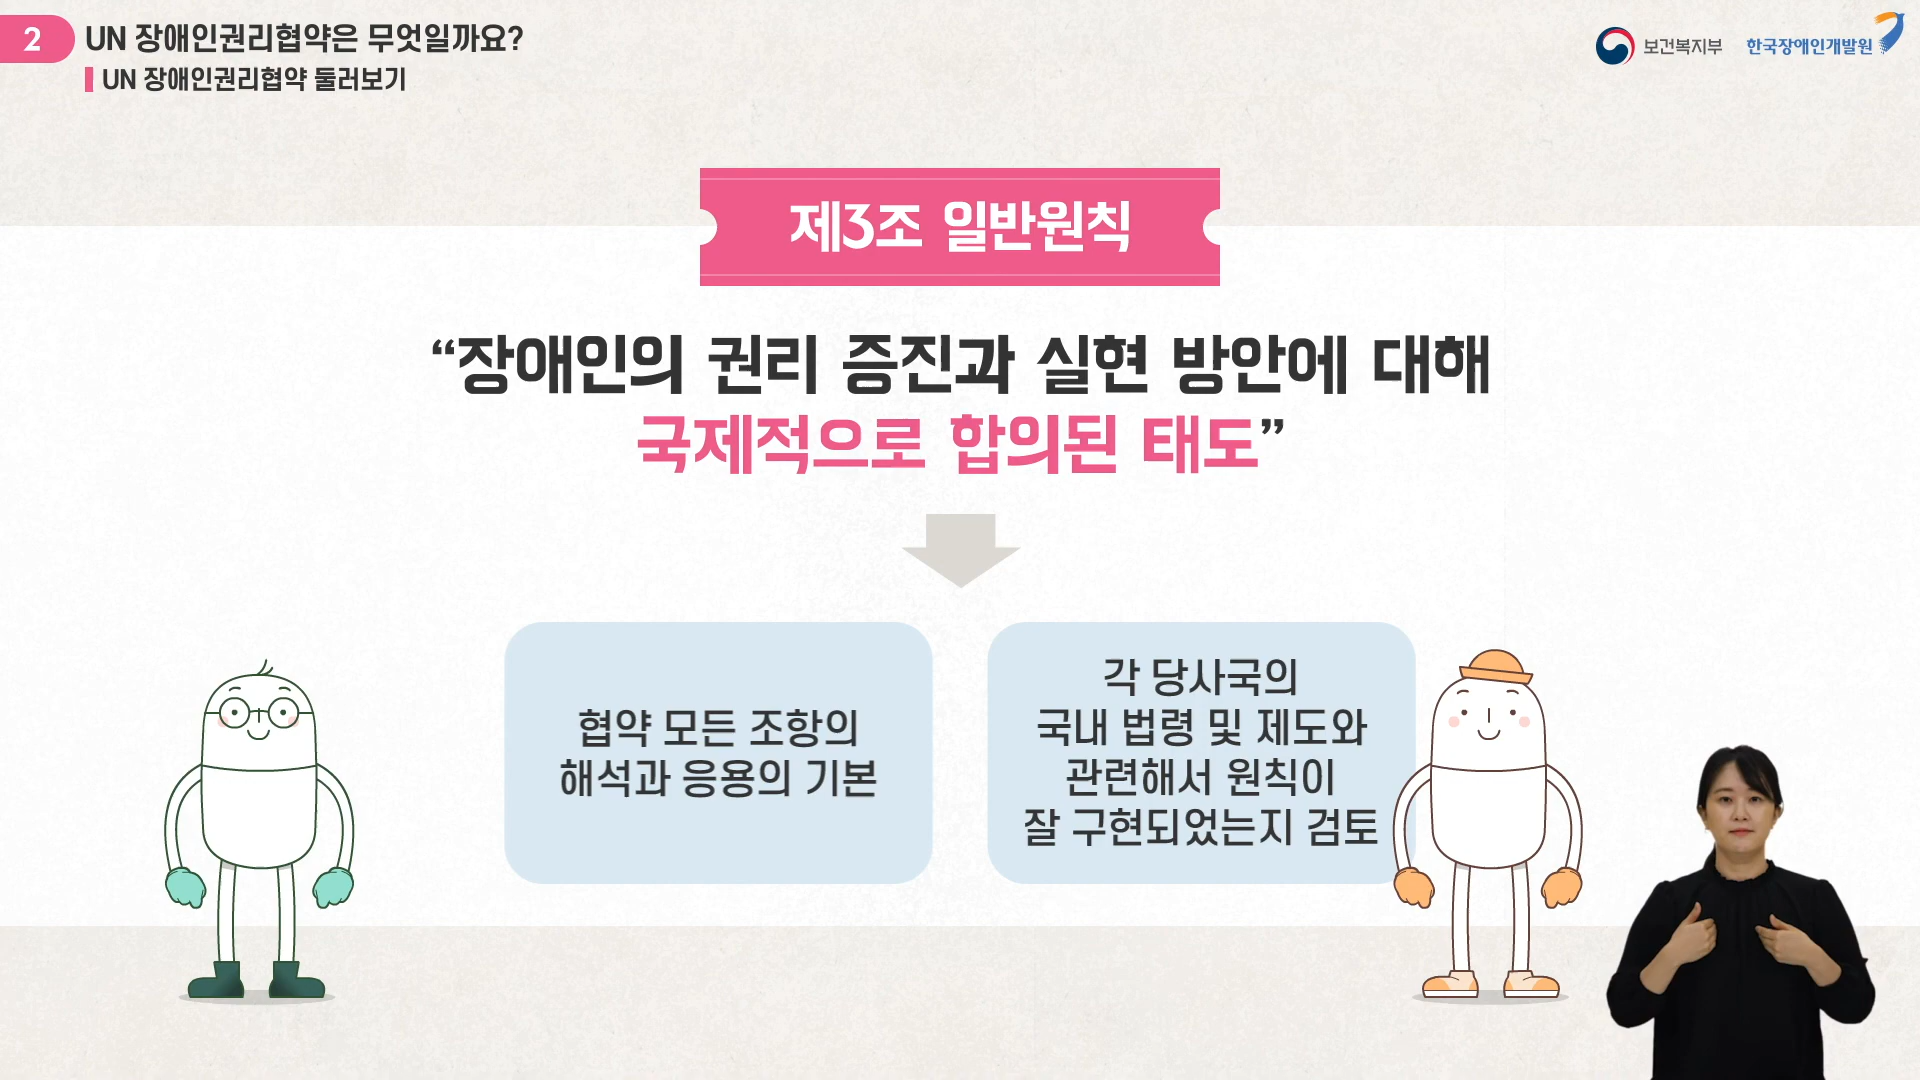 2
UN 장애인권리협약은 무엇일까요?
UN 장애인권리협약 둘러보기
보건복지부
한국장애인개발원
제3조 일반원칙
“장애인의 권리 증진과 실현 방안에 대해
국제적으로 합의된 태도”
협약 모든 조항의
해석과 응용의 기본
각 당사국의
국내 법령 및 제도와
관련해서 원칙이
잘 구현되었는지 검토